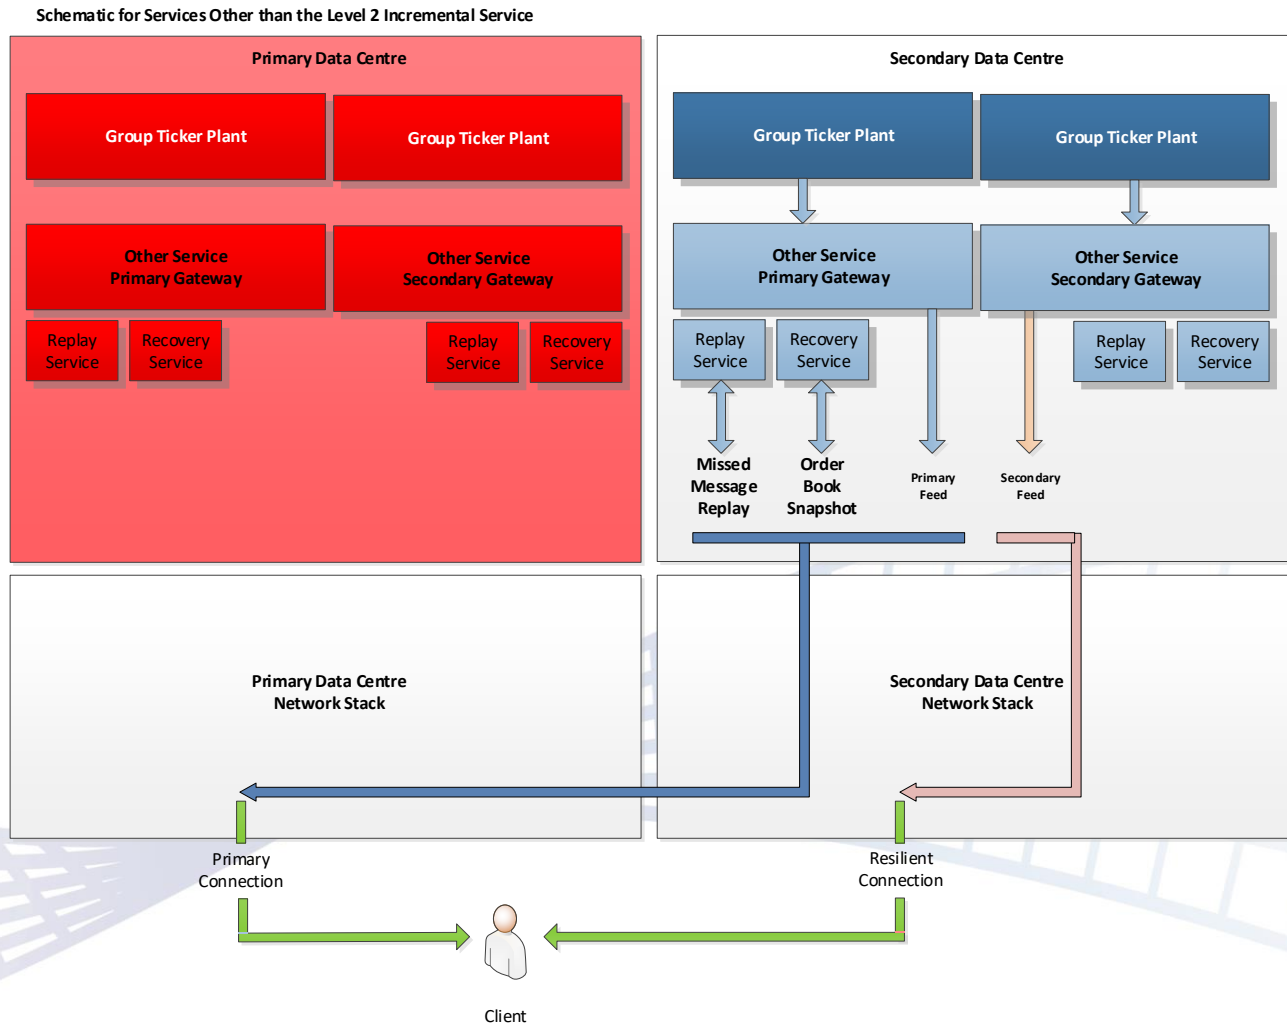 Schematic for Services Other than the Level 2 Incremental Service
Primary Data Centre
Group Ticker Plant
Group Ticker Plant
Other Service
Primary Gateway
Other Service
Secondary Gateway
Replay
Service
Recovery
Service
Replay
Service
Recovery
Service
Secondary Data Centre
Group Ticker Plant
Group Ticker Plant
Other Service
Primary Gateway
Other Service
Secondary Gateway
Replay
Service
Recovery
Service
Replay
Service
Recovery
Service
Missed
Message
Replay
Order
Book
Snapshot
Primary
Feed
Secondary
Feed
Primary Data Centre
Network Stack
Secondary Data Centre
Network Stack
Primary
Connection
Resilient
Connection
Client